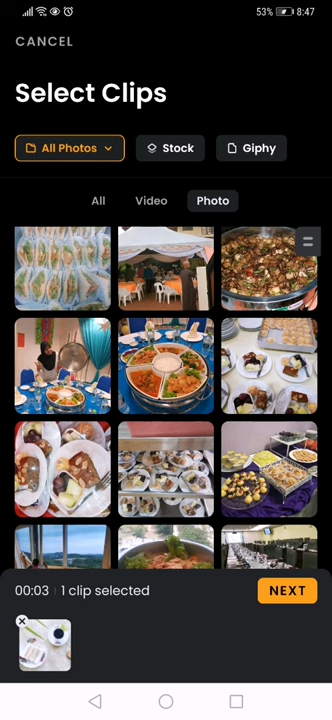 53% 8:47
CANCEL
Select Clips
All Photos Stock Giphy
All Video Photo
00:03 1 clip selected NEXT